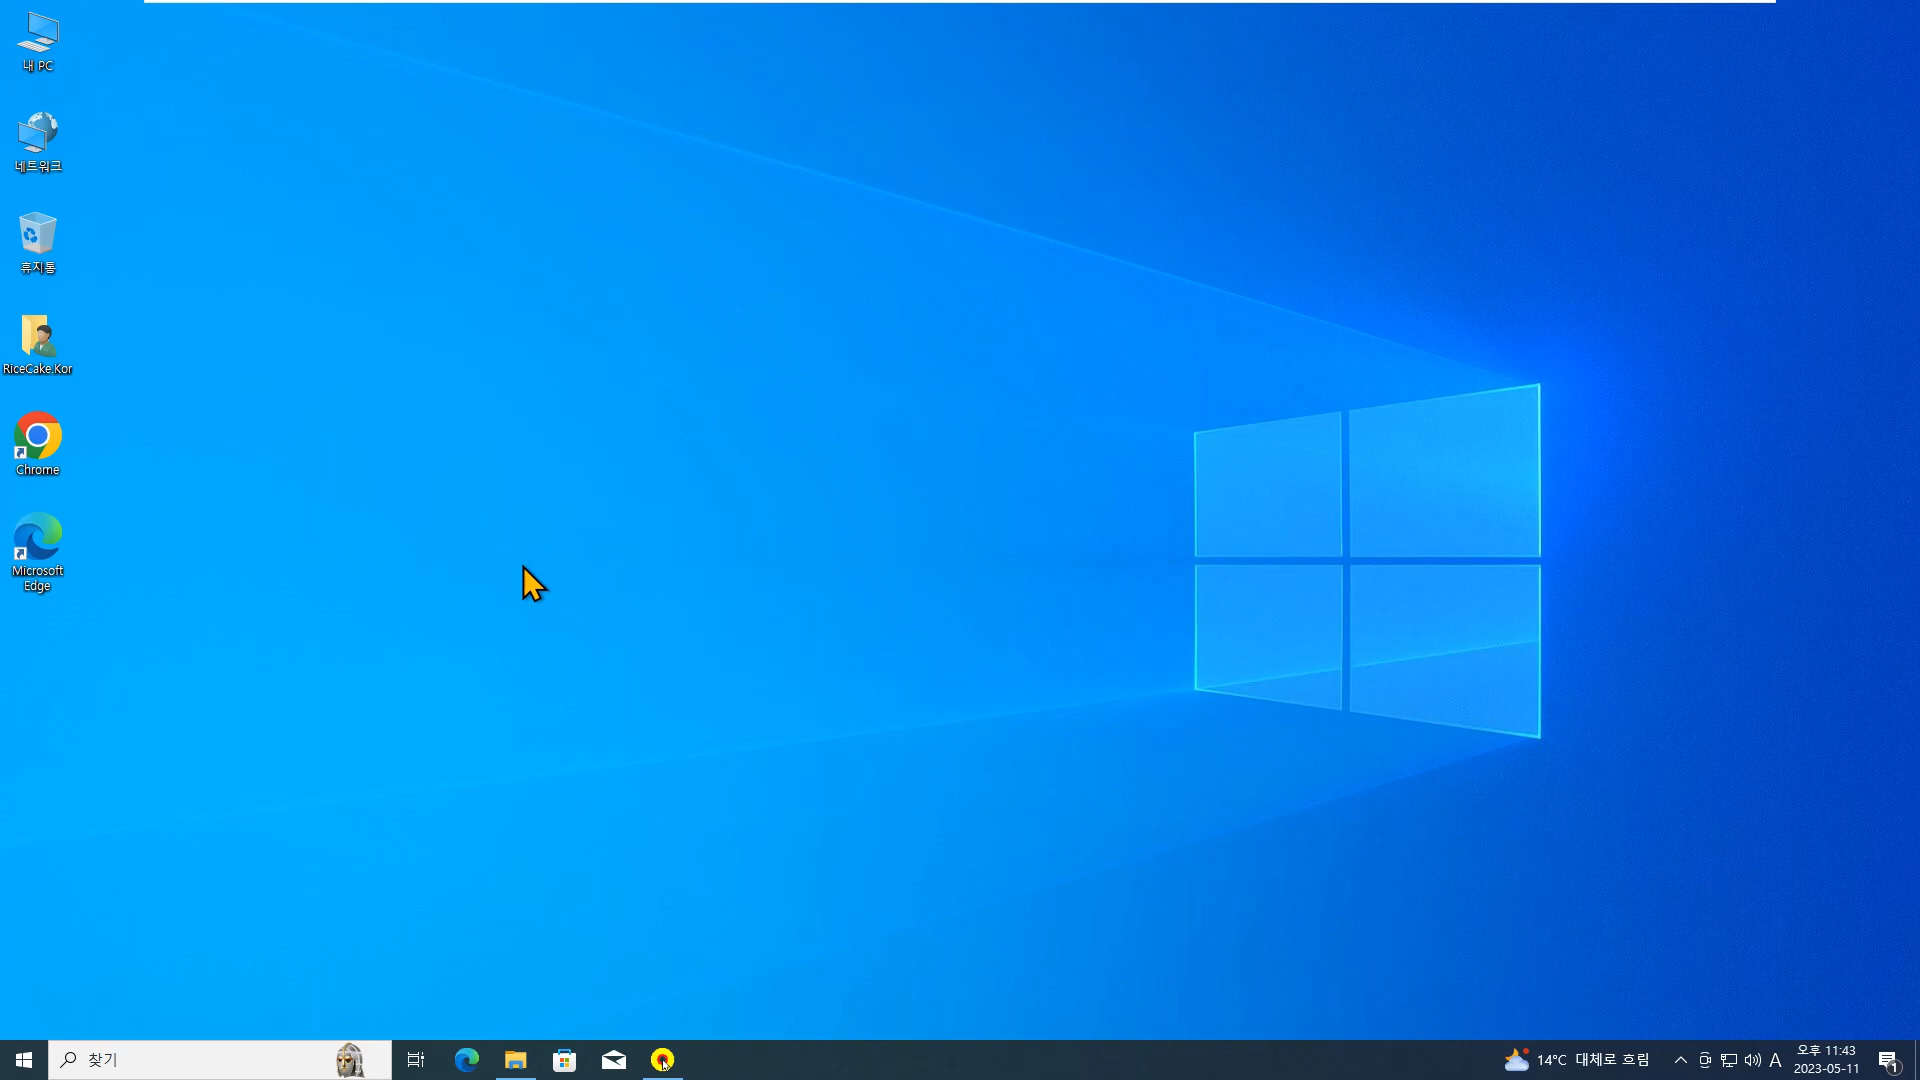 내 PC
네트워크
휴지통
RiceCake.Kor
Chrome
Microsoft
Edge
찾기
14°C 대체로 흐림
A
오후 11:43
2023-05-11
1